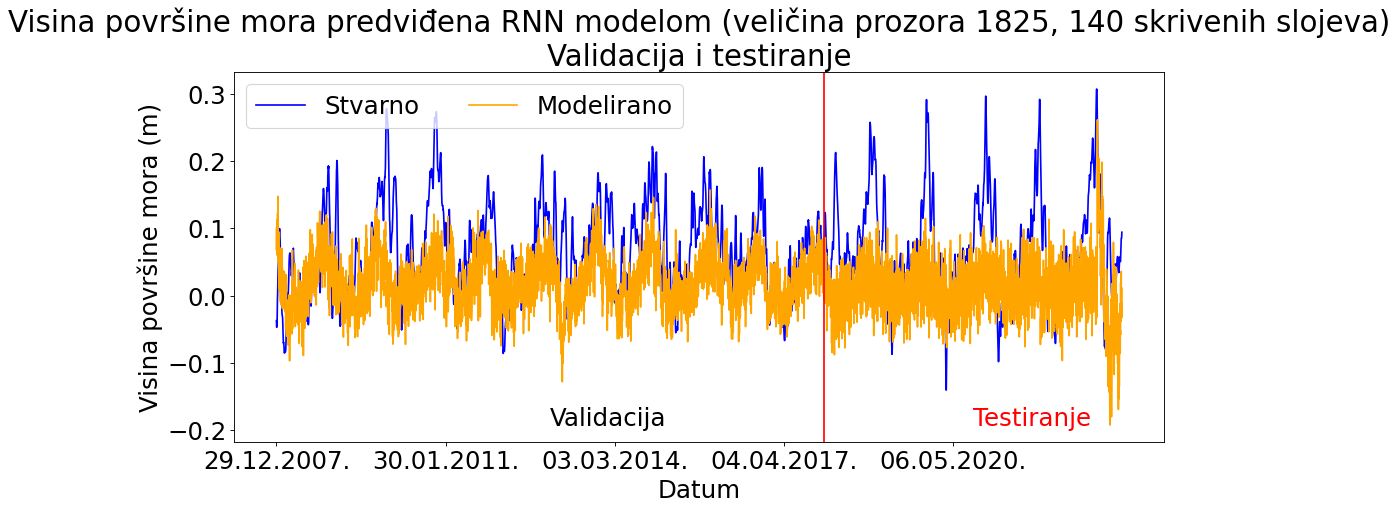 Visina površine mora predviđena RNN modelom (veličina prozora 1825, 140 skrivenih slojeva)
Validacija i testiranje
Stvarno
Modelirano
Visina površine mora (m)
0.3
0.2
0.1
0.0
−0.1
−0.2
Validacija
Testiranje
29.12.2007.
30.01.2011.
03.03.2014.
04.04.2017.
06.05.2020.
Datum